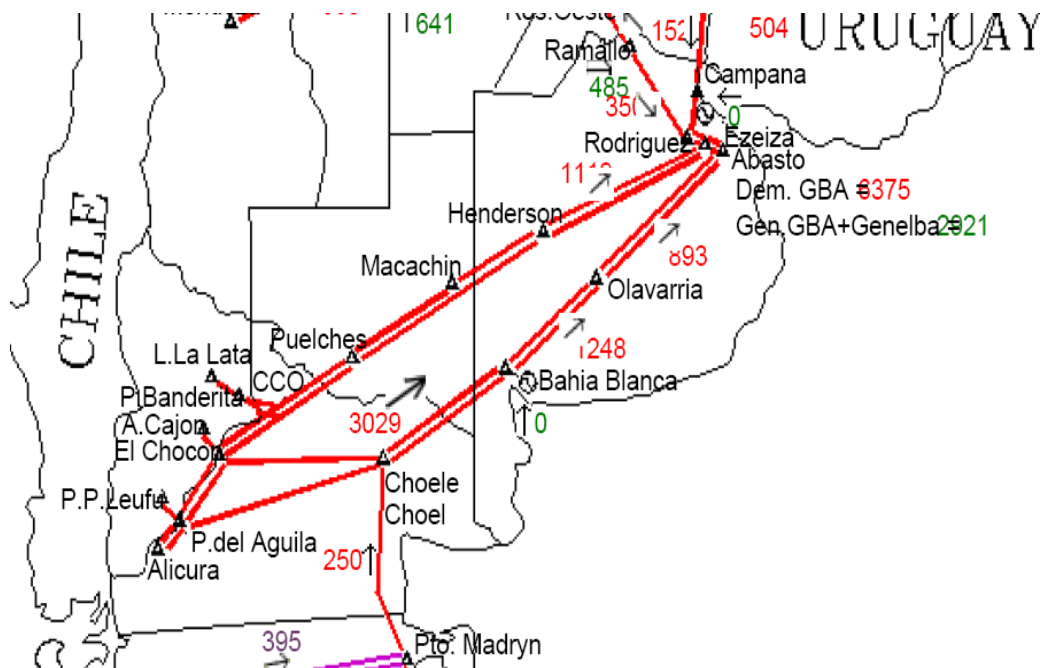 641
504
URUGUAY
152
Ramallo
485
350
Campana
0
Rodriguez
Ezeiza
Abasto
Dem. GBA =
Gen.GBA+Genelba =
Henderson
893
Macachin
Olavarria
CHILE
Puelches
1248
L.La Lata
CCO
Bahia Blanca
P.Banderita
3029
0
A.Cajon
El Chocon
Choele
Choel
P.P.Leufu
P.del Aguila
250
Alicura
395
Pto. Madryn